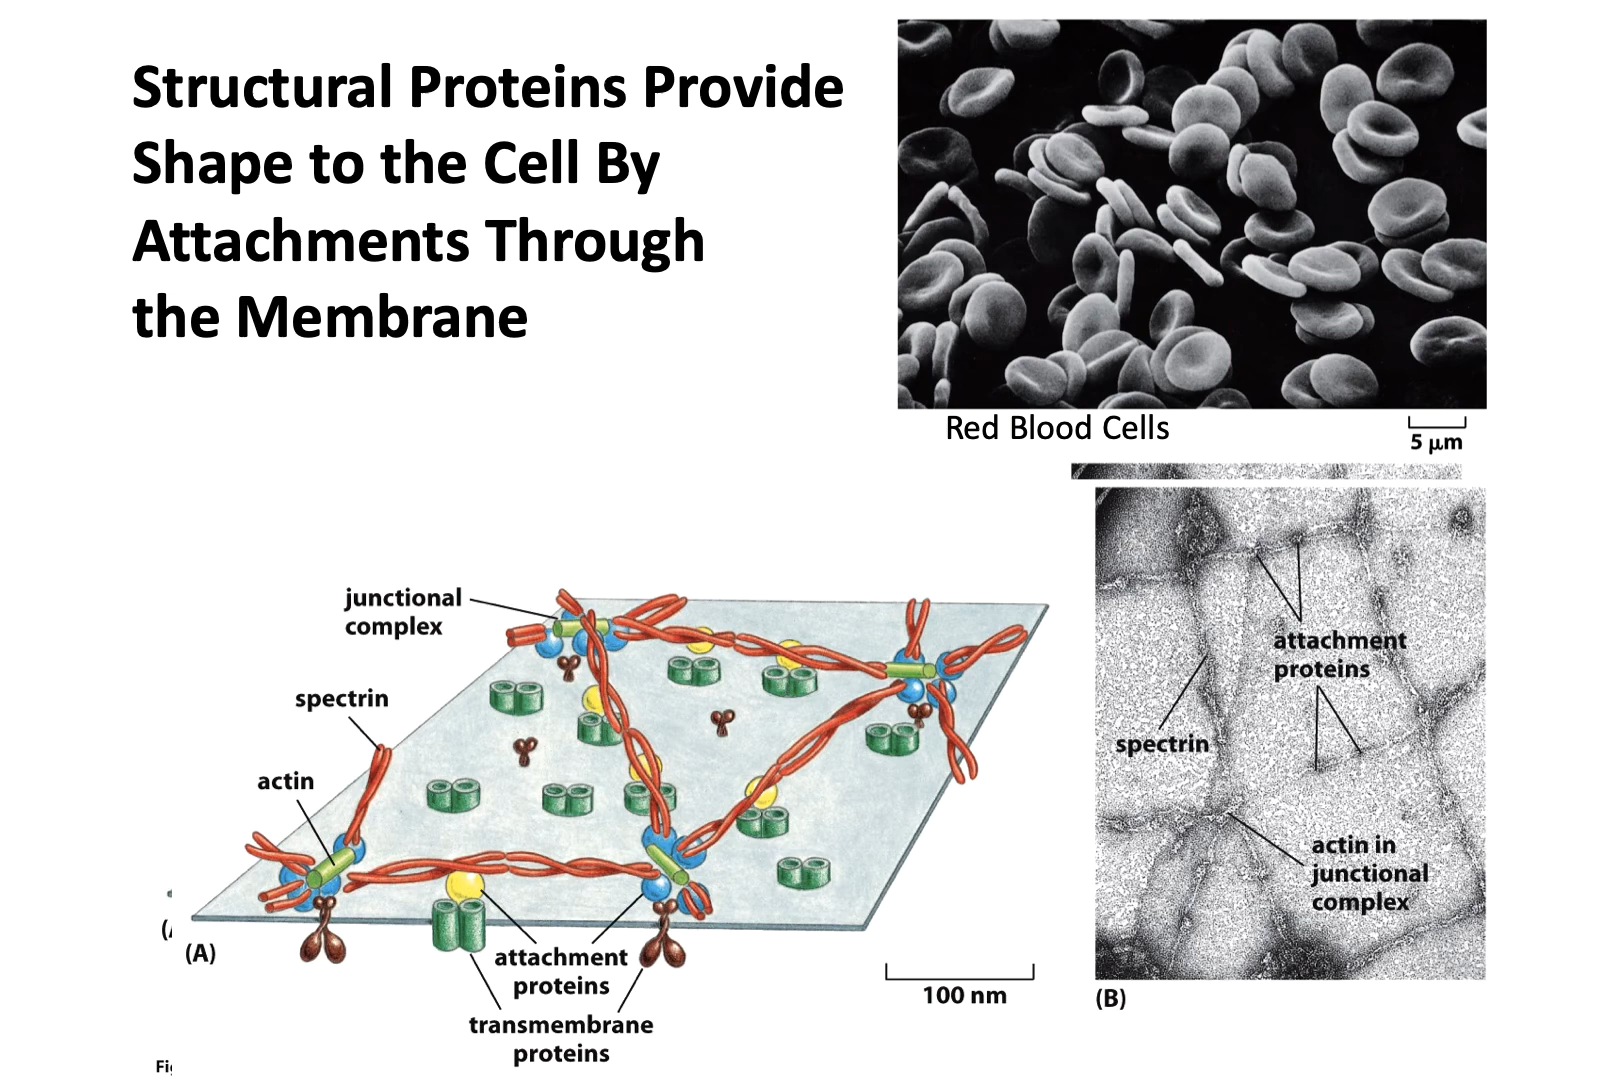 Structural Proteins Provide
Shape to the Cell By
Attachments Through
the Membrane
Red Blood Cells
5 μm
junctional
complex
spectrin
actin
(A)
attachment
proteins
transmembrane
proteins
100 nm
attachment
proteins
spectrin
actin in
junctional
complex
(B)